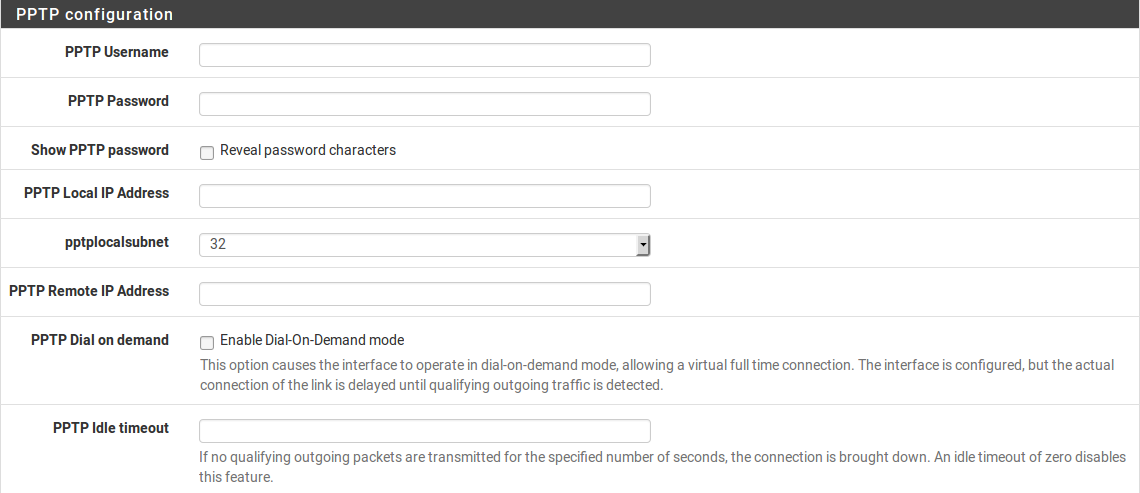 PPTP configuration
PPTP Username
PPTP Password
Show PPTP password Reveal password characters
PPTP Local IP Address
pptplocalsubnet 32
PPTP Remote IP Address
PPTP Dial on demand Enable Dial-On-Demand mode
This option causes the interface to operate in dial-on-demand mode, allowing a virtual full time connection. The interface is configured, but the actual
connection of the link is delayed until qualifying outgoing traffic is detected.
PPTP Idle timeout
If no qualifying outgoing packets are transmitted for the specified number of seconds, the connection is brought down. An idle timeout of zero disables
this feature.